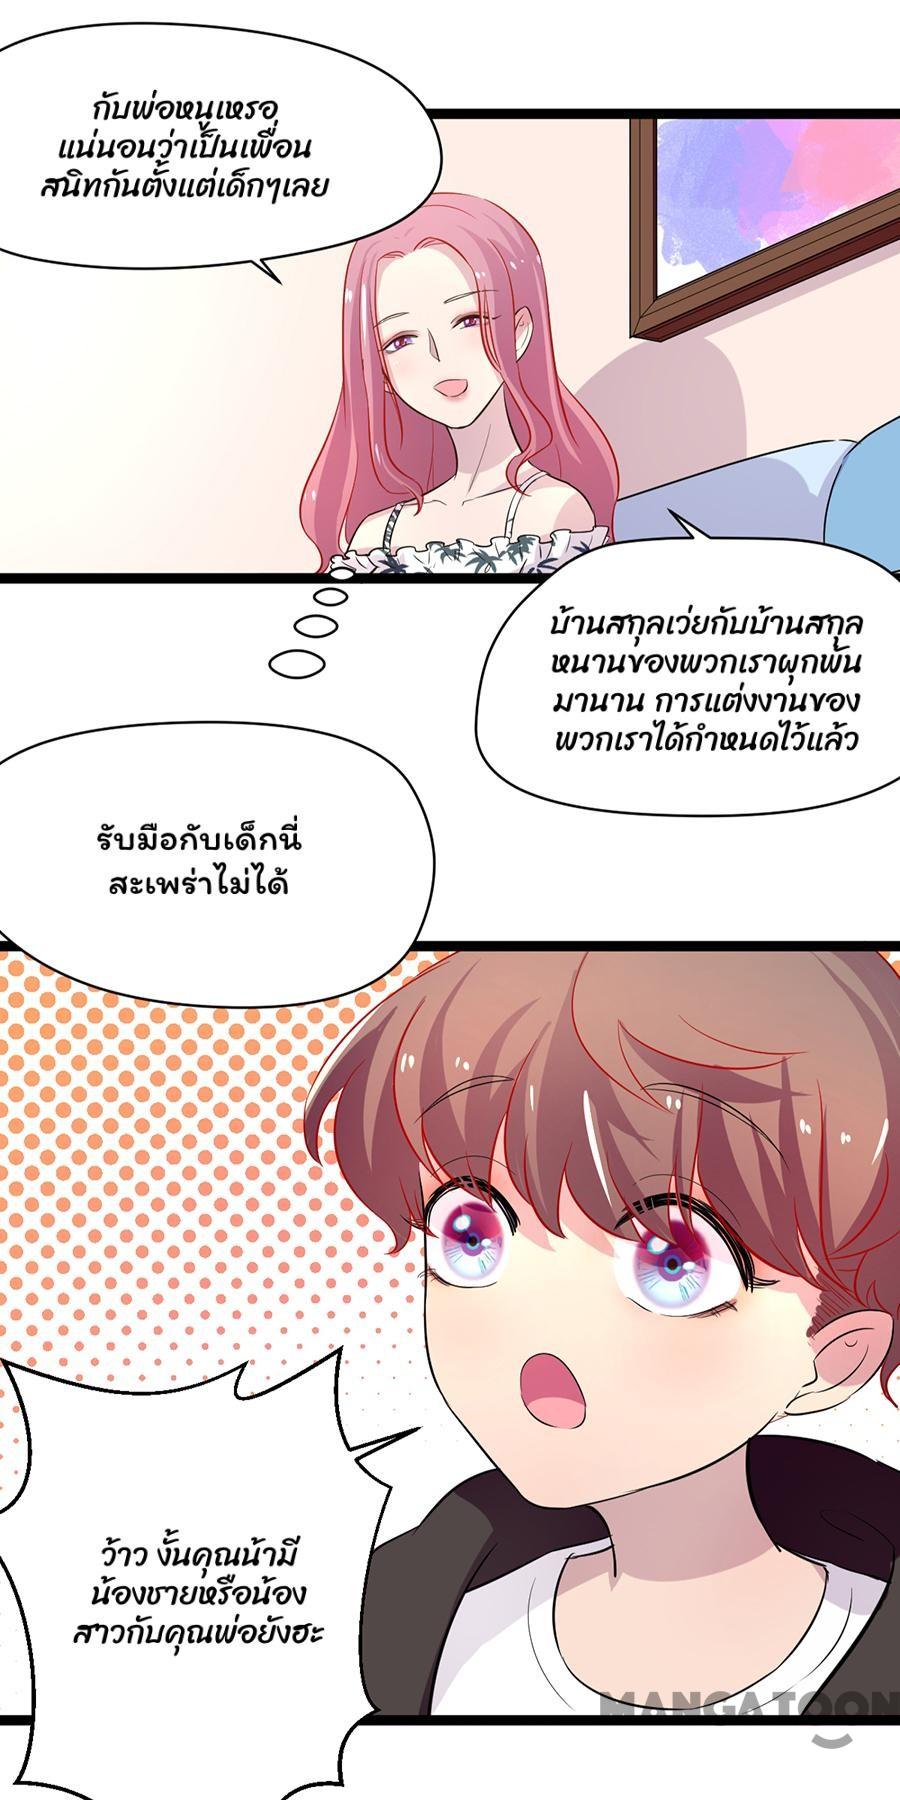 กับพ่อหนูเหรอ
แน่นอนว่าเป็นเพื่อน
สนิทกันตั้งแต่เด็กๆเลย
บ้านสกุลเว่ยกับบ้านสกุล
หนานของพวกเราผูกพัน
มานาน การแต่งงานของ
พวกเราได้กำหนดไว้แล้ว
รับมือกับเด็กนี่
สะเพร่าไม่ได้
ว้าว งั้นคุณน้ามี
น้องชายหรือน้อง
สาวกับคุณพ่อยังฮะ
MANGATOON